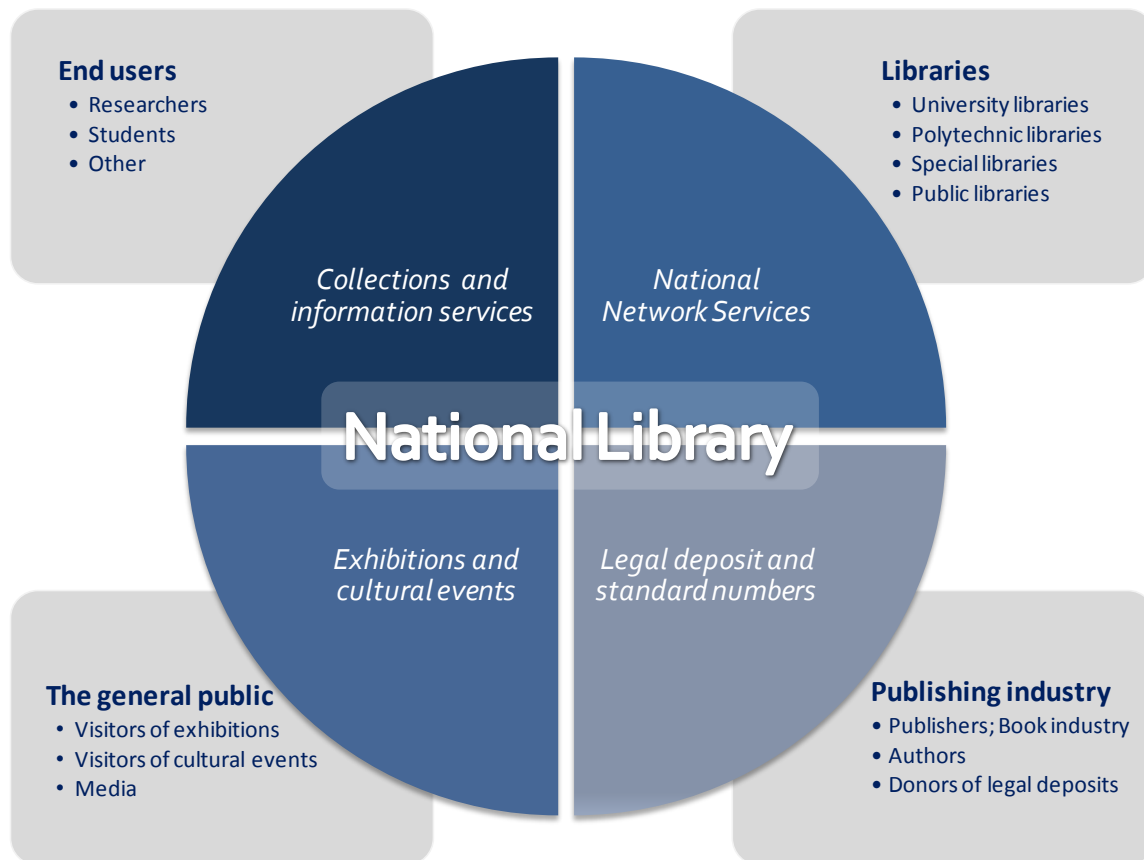 End users
• Researchers
• Students
• Other
Libraries
• University libraries
• Polytechnic libraries
• Special libraries
• Public libraries
Collections and
information services
National
Network Services
National Library
Exhibitions and
cultural events
Legal deposit and
standard numbers
The general public
• Visitors of exhibitions
• Visitors of cultural events
• Media
Publishing industry
• Publishers; Book industry
• Authors
• Donors of legal deposits